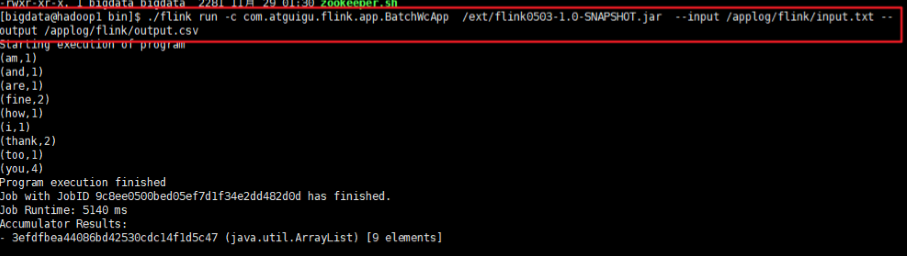 -rwxr-xr-x. 1 bigdata bigdata  2281 11月 29 01:30 zookeeper.sh
[bigdata@hadoop1 bin]$ ./flink run -c com.atguigu.flink.app.BatchWcApp  /ext/flink0503-1.0-SNAPSHOT.jar  --input /applog/flink/input.txt --
output /applog/flink/output.csv
Starting execution of program
(am,1)
(and,1)
(are,1)
(fine,2)
(how,1)
(i,1)
(thank,2)
(too,1)
(you,4)
Program execution finished
Job with JobID 9c8ee0500bed05ef7d1f34e2dd482d0d has finished.
Job Runtime: 5140 ms
Accumulator Results:
- 3efdfbea44086bd42530cdc14f1d5c47 (java.util.ArrayList) [9 elements]